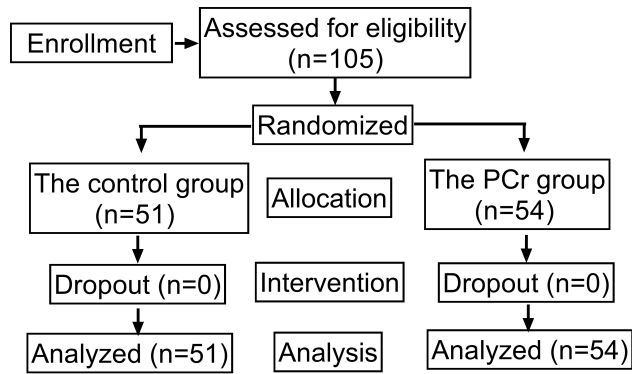 Enrollment
Assessed for eligibility
(n=105)
Randomized
The control group
(n=51)
Allocation
The PCr group
(n=54)
Dropout (n=0)
Intervention
Dropout (n=0)
Analyzed (n=51)
Analysis
Analyzed (n=54)